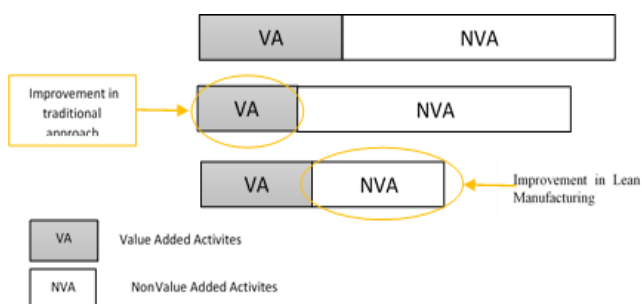 VA NVA
Improvement in
traditional
approach
VA NVA
VA NVA
Improvement in Lean
Manufacturing
VA Value Added Activites
NVA NonValue Added Activites